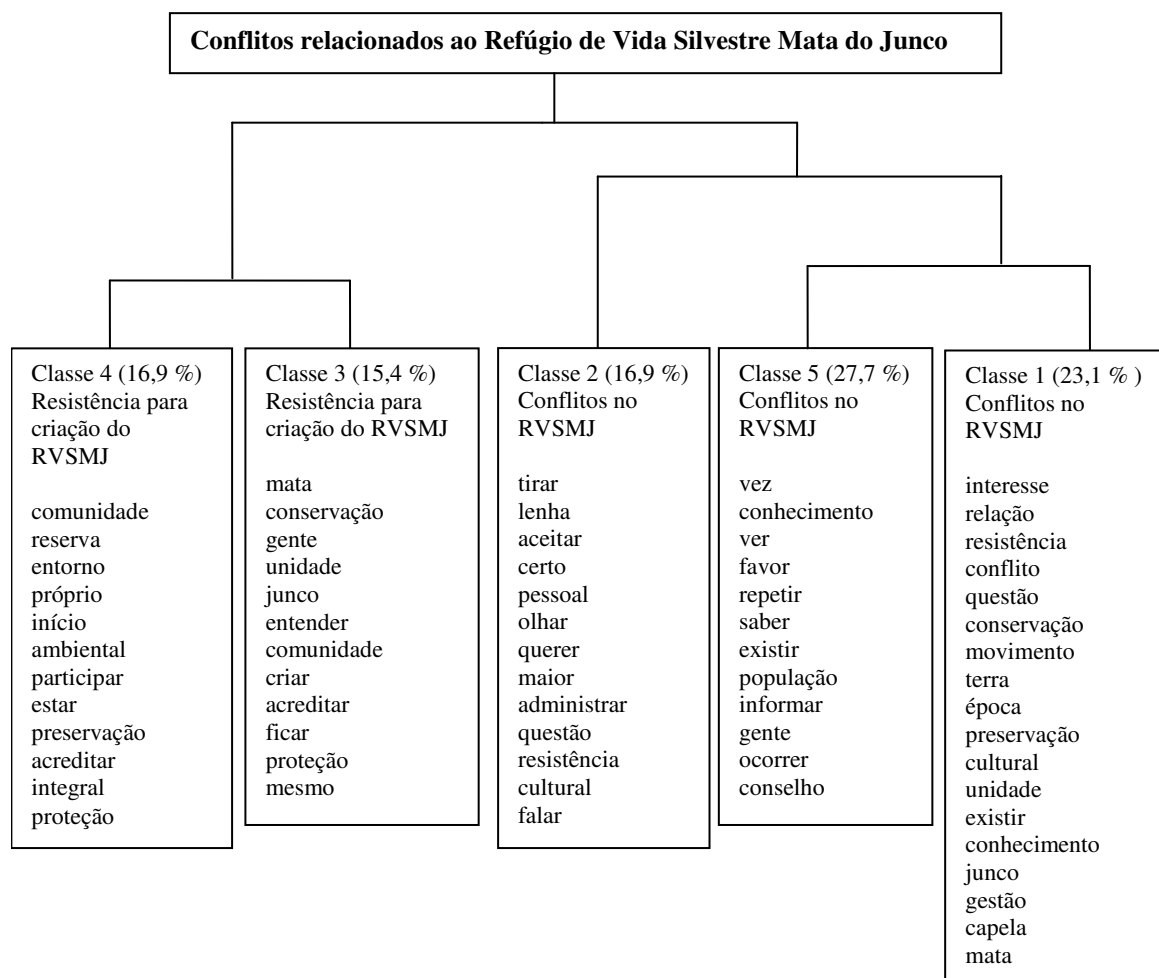 Conflitos relacionados ao Refúgio de Vida Silvestre Mata do Junco
Classe 4 (16,9 %)
Resistência para
criação do
RVSMJ
comunidade
reserva
entorno
próprio
início
ambiental
participar
estar
preservação
acreditar
integral
proteção
Classe 3 (15,4 %)
Resistência para
criação do RVSMJ
mata
conservação
gente
unidade
junco
entender
comunidade
criar
acreditar
ficar
proteção
mesmo
Classe 2 (16,9 %)
Conflitos no
RVSMJ
tirar
lenha
aceitar
certo
pessoal
olhar
querer
maior
administrar
questão
resistência
cultural
falar
Classe 5 (27,7 %)
Conflitos no
RVSMJ
vez
conhecimento
ver
favor
repetir
saber
existir
população
informar
gente
ocorrer
conselho
Classe 1 (23,1 % )
Conflitos no
RVSMJ
interesse
relação
resistência
conflito
questão
conservação
movimento
terra
época
preservação
cultural
unidade
existir
conhecimento
junco
gestão
capela
mata